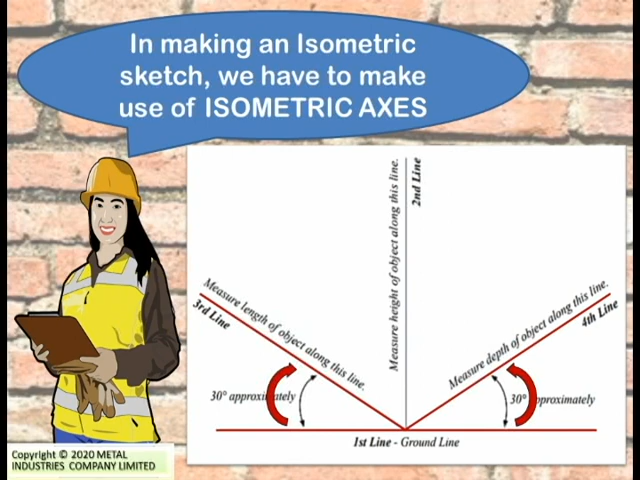 In making an Isometric
sketch, we have to make
use of ISOMETRIC AXES
Measure height of object along this line.
2nd Line
Measure length of object along this line.
3rd Line
Measure depth of object along this line.
4th Line
30° approximately
30° approximately
1st Line - Ground Line
Copyright © 2020 METAL
INDUSTRIES COMPANY LIMITED